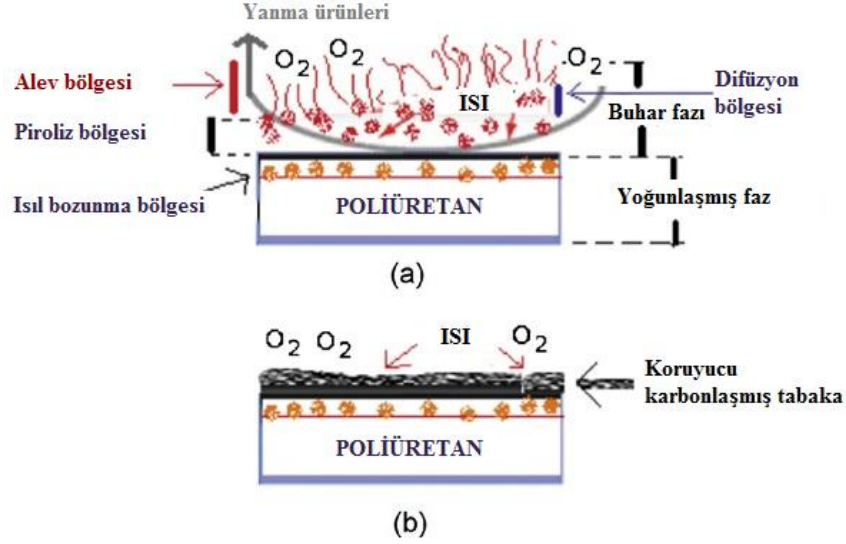 Yanma ürünleri
O2 O2 O2
Alev bölgesi
ISI
Difüzyon
bölgesi
Buhar fazı
Piroliz bölgesi
Isıl bozunma bölgesi
POLİÜRETAN
Yoğunlaşmış faz
(a)
O2 O2 ISI O2
Koruyucu
karbonlaşmış tabaka
POLİÜRETAN
(b)